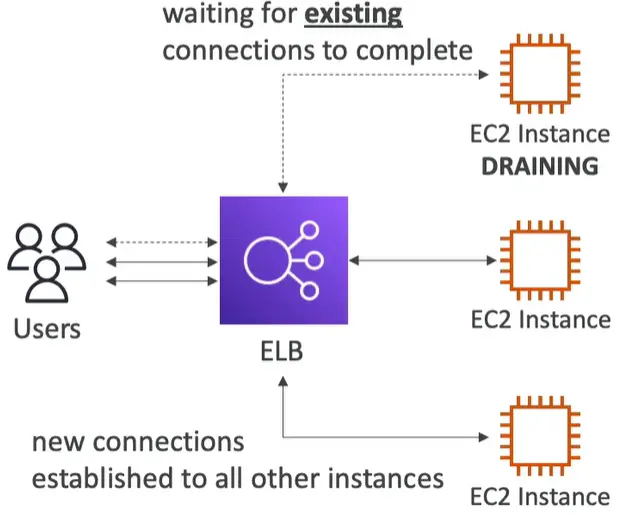 waiting for existing
connections to complete
EC2 Instance
DRAINING
Users
ELB
EC2 Instance
new connections
established to all other instances
EC2 Instance